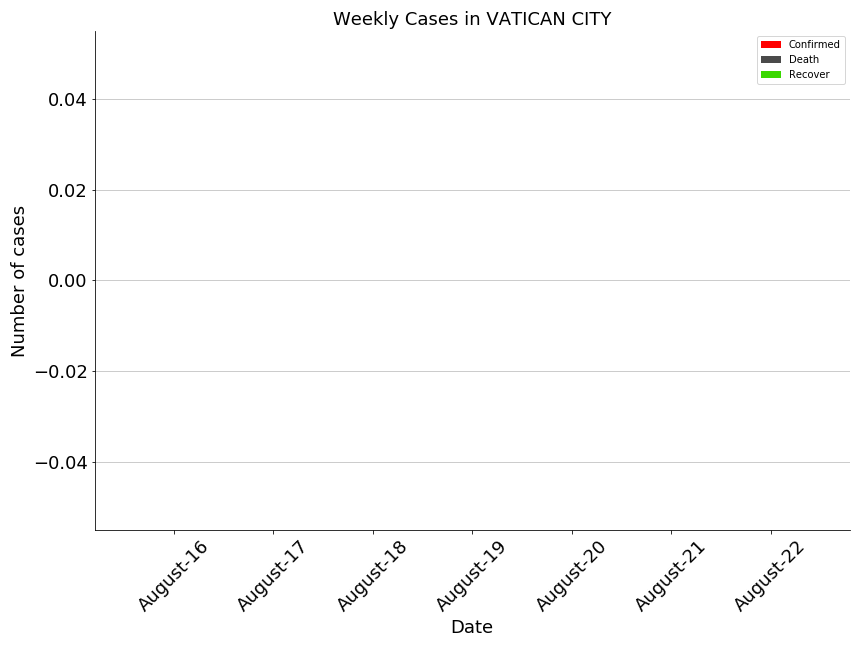 Weekly Cases in VATICAN CITY
Confirmed
Death
Recover
Number of cases
0.04
0.02
0.00
−0.02
−0.04
August-16
August-17
August-18
August-19
August-20
August-21
August-22
Date